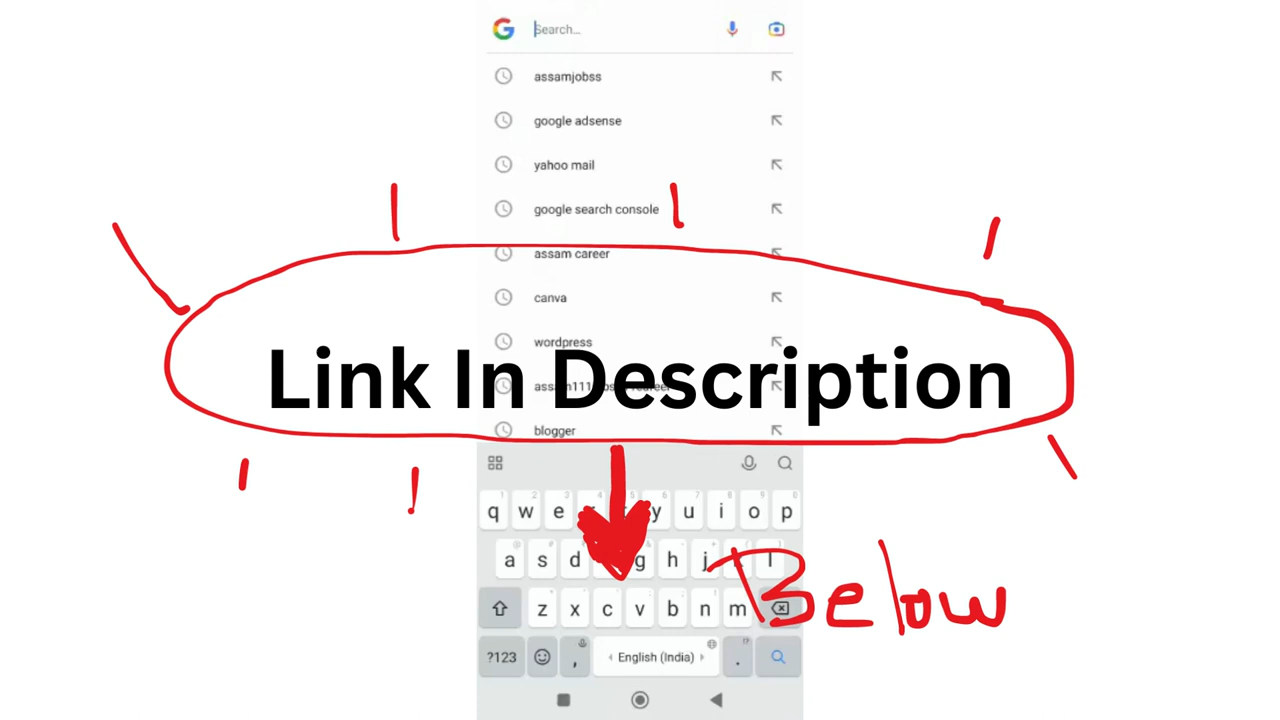 Search...
assamjobss
google adsense
yahoo mail
google search console
assam career
canva
wordpress
Link In Description
blogger
q w e y u i o p
a s d g h j l
z x c v b n m
Below
?123 , English (India) .